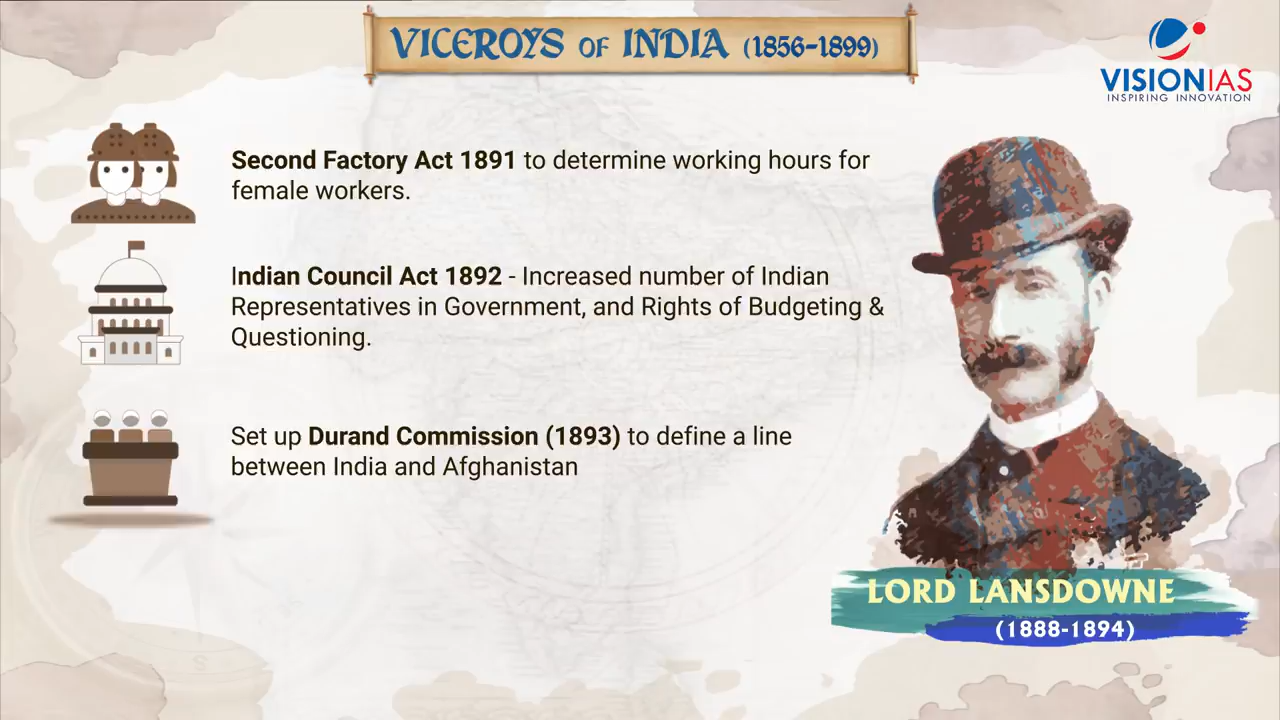 VICEROYS OF INDIA (1856-1899)
VISIONIAS
INSPIRING INNOVATION
Second Factory Act 1891 to determine working hours for
female workers.
Indian Council Act 1892 - Increased number of Indian
Representatives in Government, and Rights of Budgeting &
Questioning.
Set up Durand Commission (1893) to define a line
between India and Afghanistan
LORD LANSDOWNE
(1888-1894)